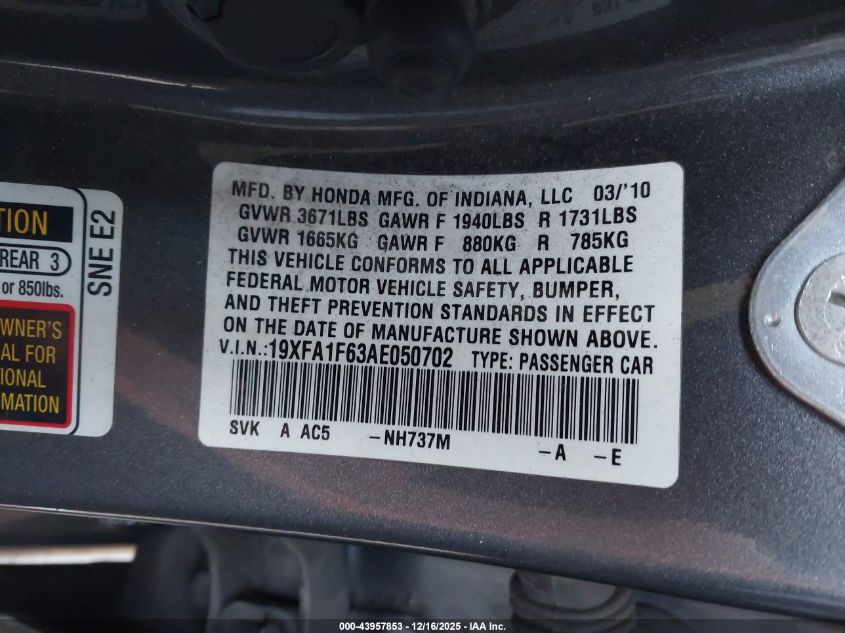 MFD. BY HONDA MFG. OF INDIANA, LLC 03/'10
GVWR 3671LBS GAWR F 1940LBS R 1731LBS
GVWR 1665KG GAWR F 880KG R 785KG
THIS VEHICLE CONFORMS TO ALL APPLICABLE
FEDERAL MOTOR VEHICLE SAFETY, BUMPER,
AND THEFT PREVENTION STANDARDS IN EFFECT
ON THE DATE OF MANUFACTURE SHOWN ABOVE.
V.I.N.:19XFA1F63AE050702 TYPE: PASSENGER CAR
SVK A AC5 -NH737M -A -E
TION
REAR 3
or 850lbs.
WNER'S
AL FOR
TIONAL
RMATION
SNE E2
000-43957853 - 12/16/2025 - IAA Inc.